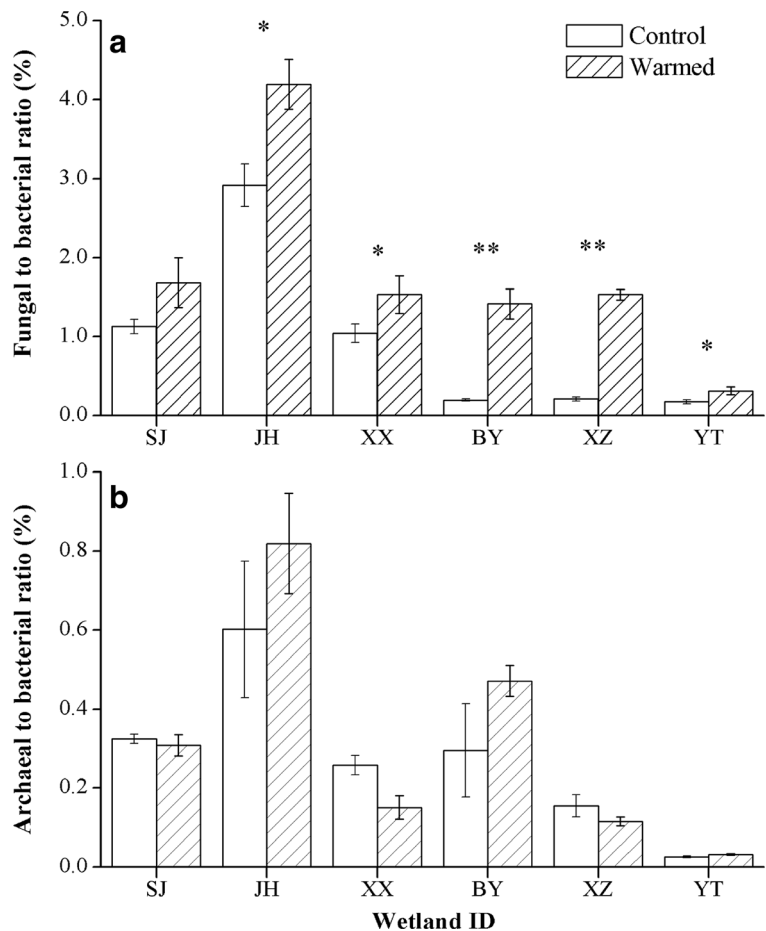 a
Control
Warmed
Fungal to bacterial ratio (%)
5.0
4.0
3.0
2.0
1.0
0.0
*
* ** **
*
SJ JH XX BY XZ YT
b
Archaeal to bacterial ratio (%)
1.0
0.8
0.6
0.4
0.2
0.0
SJ JH XX BY XZ YT
Wetland ID